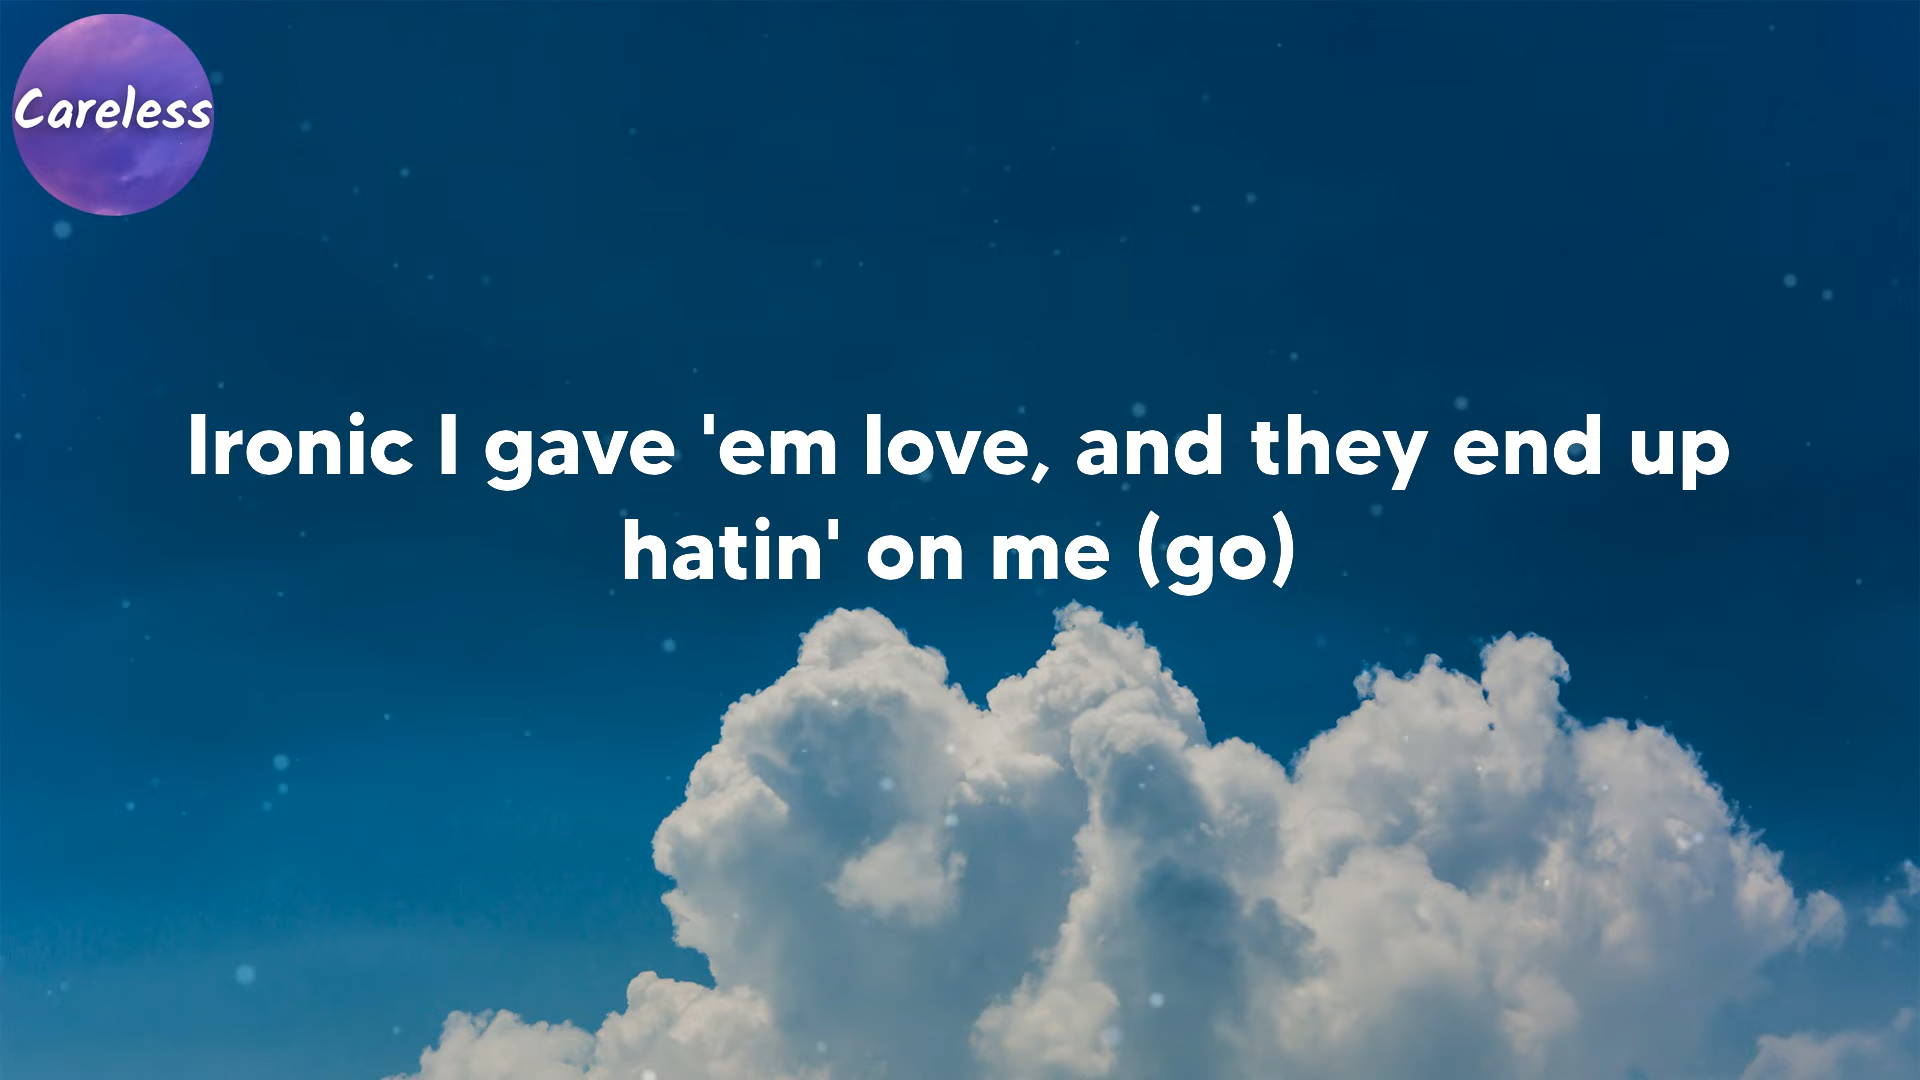 Careless
Ironic I gave 'em love, and they end up
hatin' on me (go)